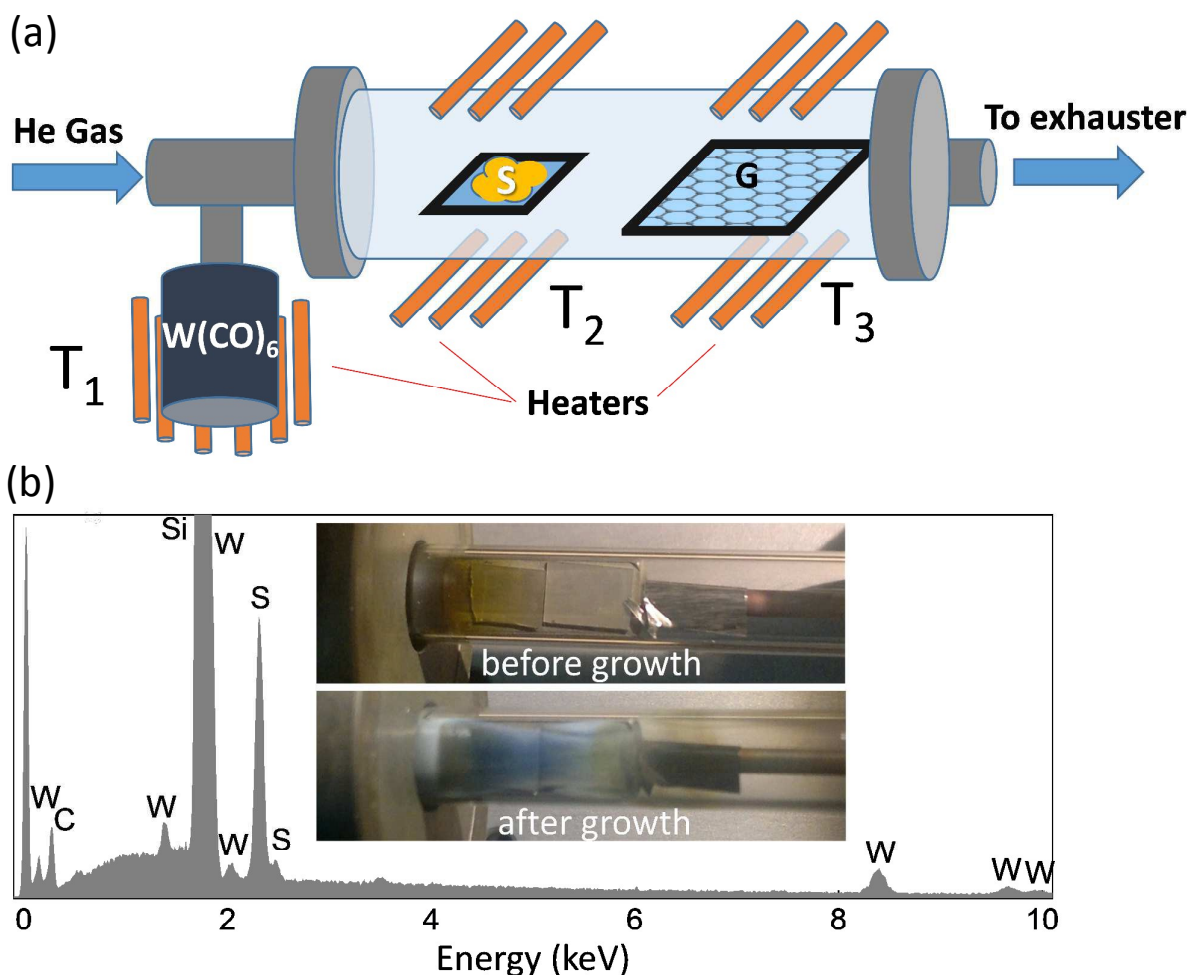 (a)
He Gas
To exhauster
S
G
W(CO)₆
T₁
T₂
T₃
Heaters
(b)
Si
W
S
before growth
W
C
W
W
S
after growth
W
W
W
0 2 4 6 8 10
Energy (keV)